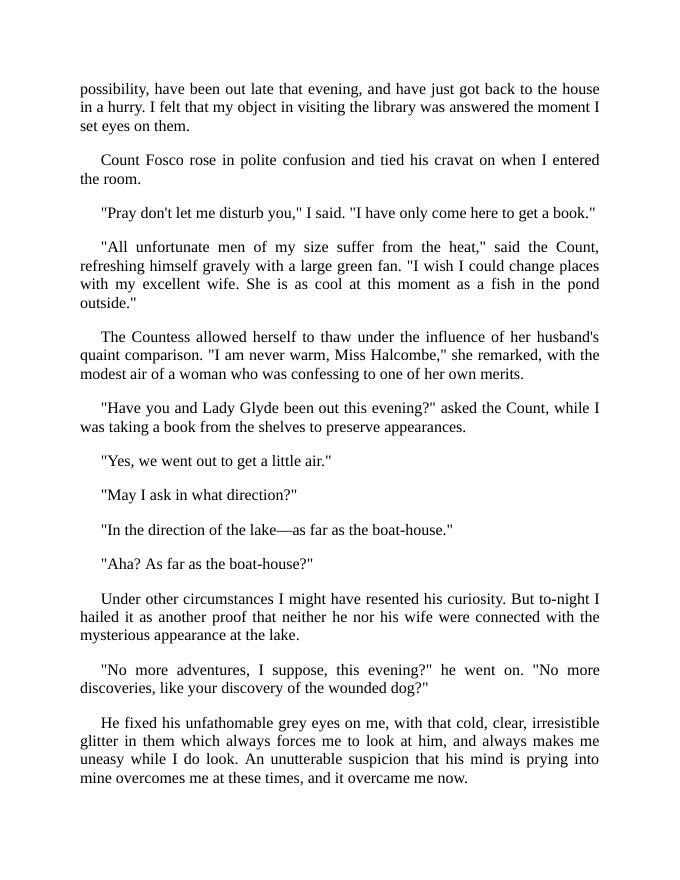 possibility, have been out late that evening, and have just got back to the house
in a hurry. I felt that my object in visiting the library was answered the moment I
set eyes on them.
Count Fosco rose in polite confusion and tied his cravat on when I entered
the room.
"Pray don't let me disturb you," I said. "I have only come here to get a book."
"All unfortunate men of my size suffer from the heat," said the Count,
refreshing himself gravely with a large green fan. "I wish I could change places
with my excellent wife. She is as cool at this moment as a fish in the pond
outside."
The Countess allowed herself to thaw under the influence of her husband's
quaint comparison. "I am never warm, Miss Halcombe," she remarked, with the
modest air of a woman who was confessing to one of her own merits.
"Have you and Lady Glyde been out this evening?" asked the Count, while I
was taking a book from the shelves to preserve appearances.
"Yes, we went out to get a little air."
"May I ask in what direction?"
"In the direction of the lake—as far as the boat-house."
"Aha? As far as the boat-house?"
Under other circumstances I might have resented his curiosity. But to-night I
hailed it as another proof that neither he nor his wife were connected with the
mysterious appearance at the lake.
"No more adventures, I suppose, this evening?" he went on. "No more
discoveries, like your discovery of the wounded dog?"
He fixed his unfathomable grey eyes on me, with that cold, clear, irresistible
glitter in them which always forces me to look at him, and always makes me
uneasy while I do look. An unutterable suspicion that his mind is prying into
mine overcomes me at these times, and it overcame me now.